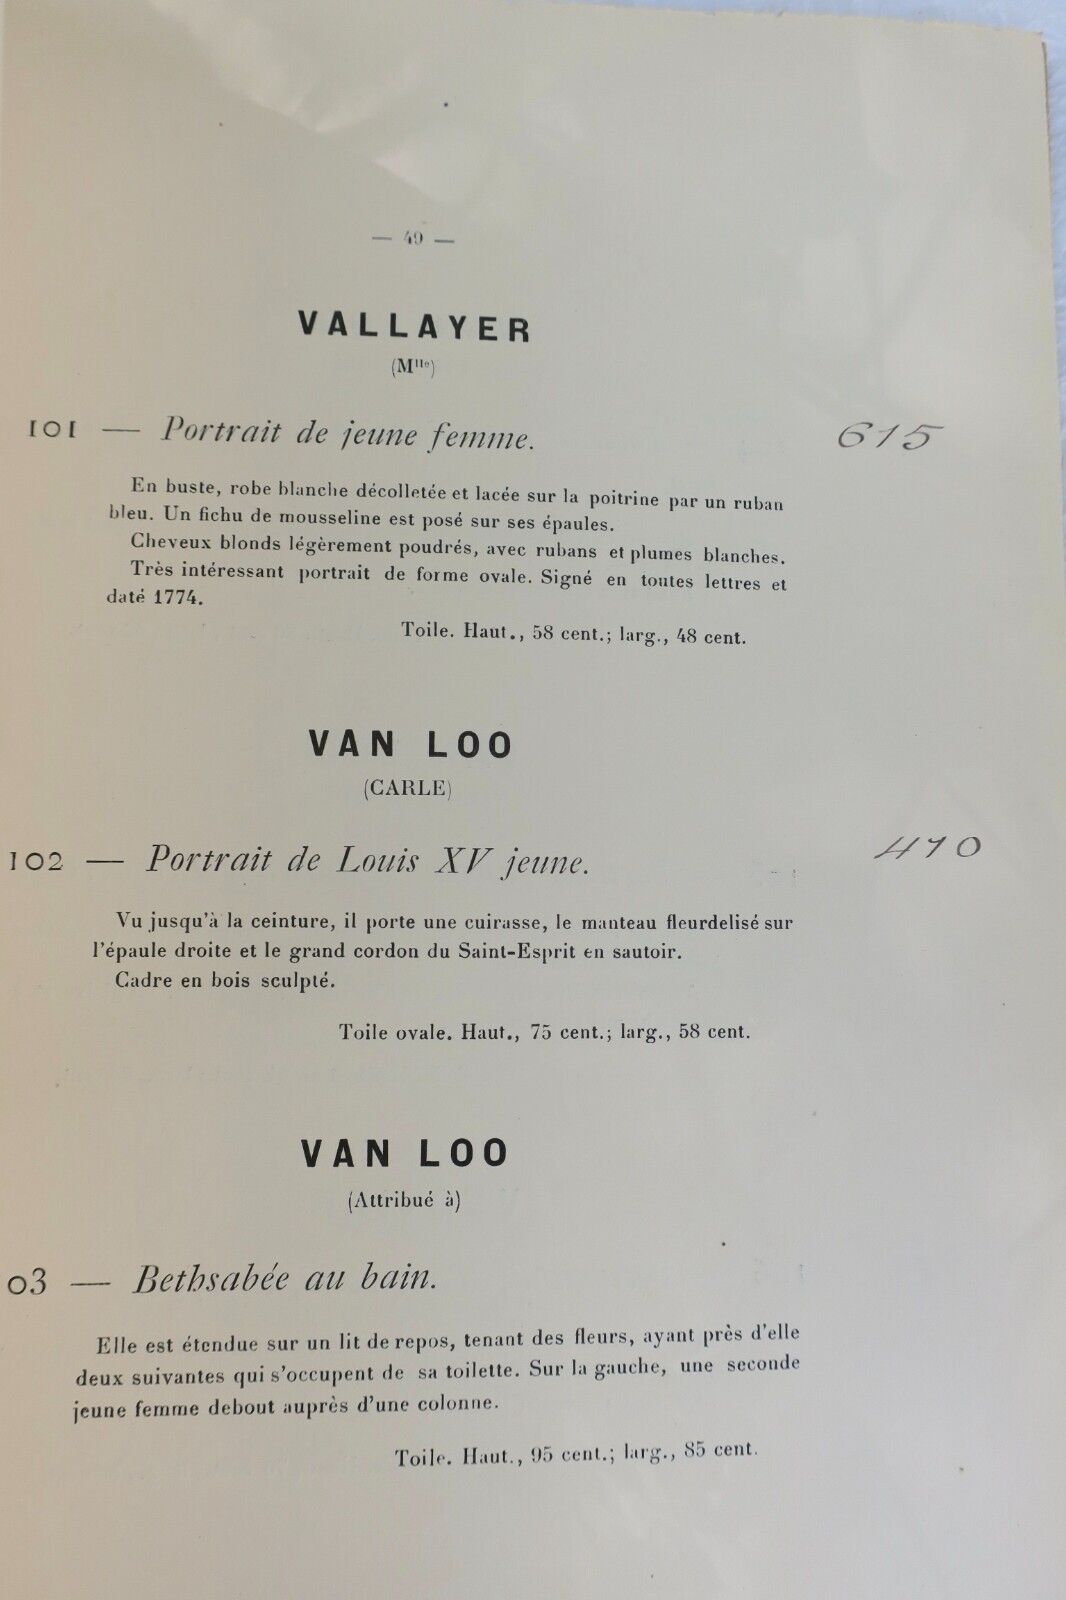 — 49 —
VALLAYER
(Mlle)
101 — Portrait de jeune femme. 615
En buste, robe blanche décolletée et lacée sur la poitrine par un ruban
bleu. Un fichu de mousseline est posé sur ses épaules.
Cheveux blonds légèrement poudrés, avec rubans et plumes blanches.
Très intéressant portrait de forme ovale. Signé en toutes lettres et
daté 1774.
Toile. Haut., 58 cent.; larg., 48 cent.
VAN LOO
(CARLE)
102 — Portrait de Louis XV jeune. 410
Vu jusqu'à la ceinture, il porte une cuirasse, le manteau fleurdelisé sur
l'épaule droite et le grand cordon du Saint-Esprit en sautoir.
Cadre en bois sculpté.
Toile ovale. Haut., 75 cent.; larg., 58 cent.
VAN LOO
(Attribué à)
03 — Bethsabée au bain.
Elle est étendue sur un lit de repos, tenant des fleurs, ayant près d'elle
deux suivantes qui s'occupent de sa toilette. Sur la gauche, une seconde
jeune femme debout auprès d'une colonne.
Toile. Haut., 95 cent.; larg., 85 cent.